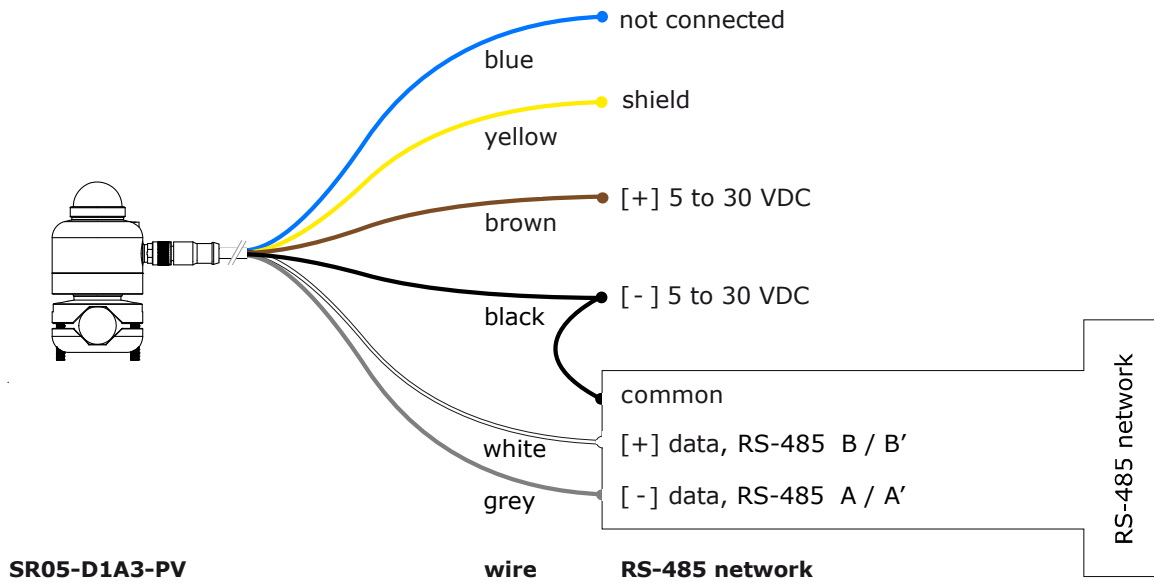 not connected
blue
shield
yellow
[+] 5 to 30 VDC
brown
[-] 5 to 30 VDC
black
common
white
[+] data, RS-485 B / B′
grey
[-] data, RS-485 A / A′
RS-485 network
SR05-D1A3-PV wire RS-485 network